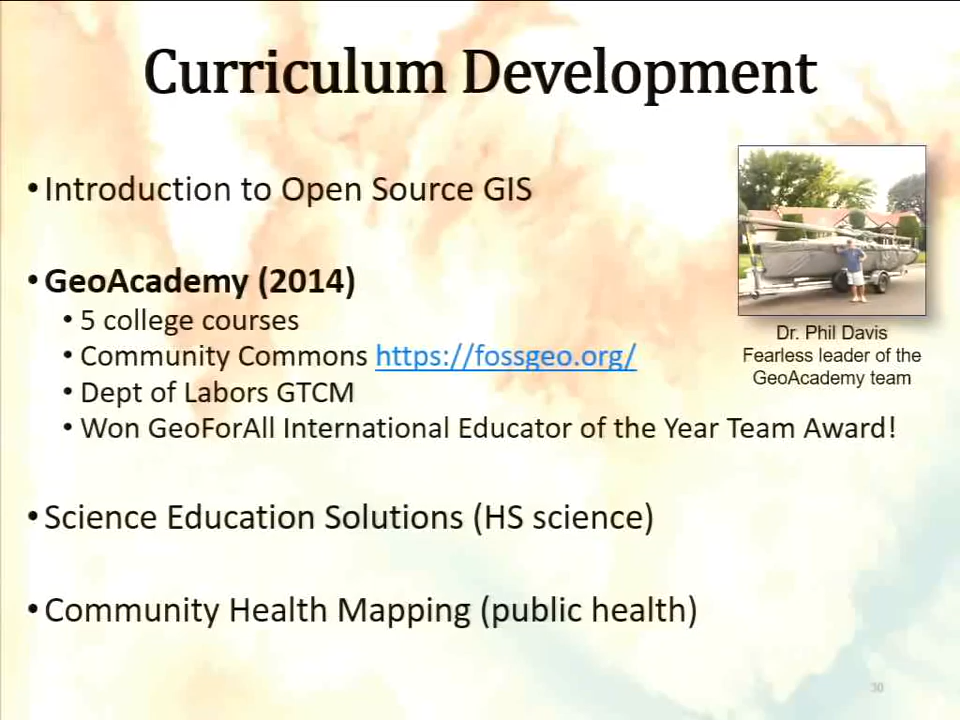 Curriculum Development
• Introduction to Open Source GIS
• GeoAcademy (2014)
• 5 college courses
• Community Commons https://fossgeo.org/
• Dept of Labors GTCM
• Won GeoForAll International Educator of the Year Team Award!
Dr. Phil Davis
Fearless leader of the
GeoAcademy team
• Science Education Solutions (HS science)
• Community Health Mapping (public health)
30